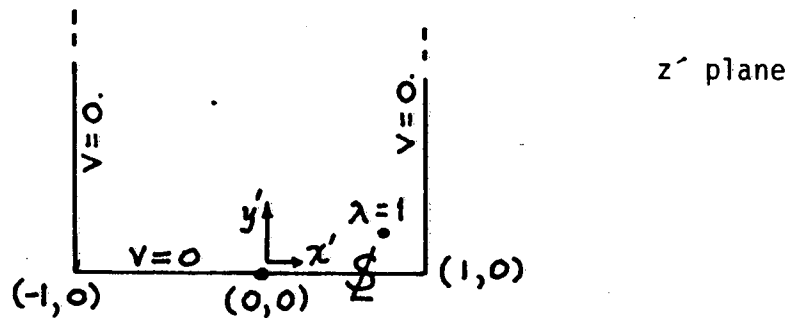 z´ plane
V=0.
V=0.
y´
λ=1
V=0
x´
(-1,0)
(0,0)
(1,0)